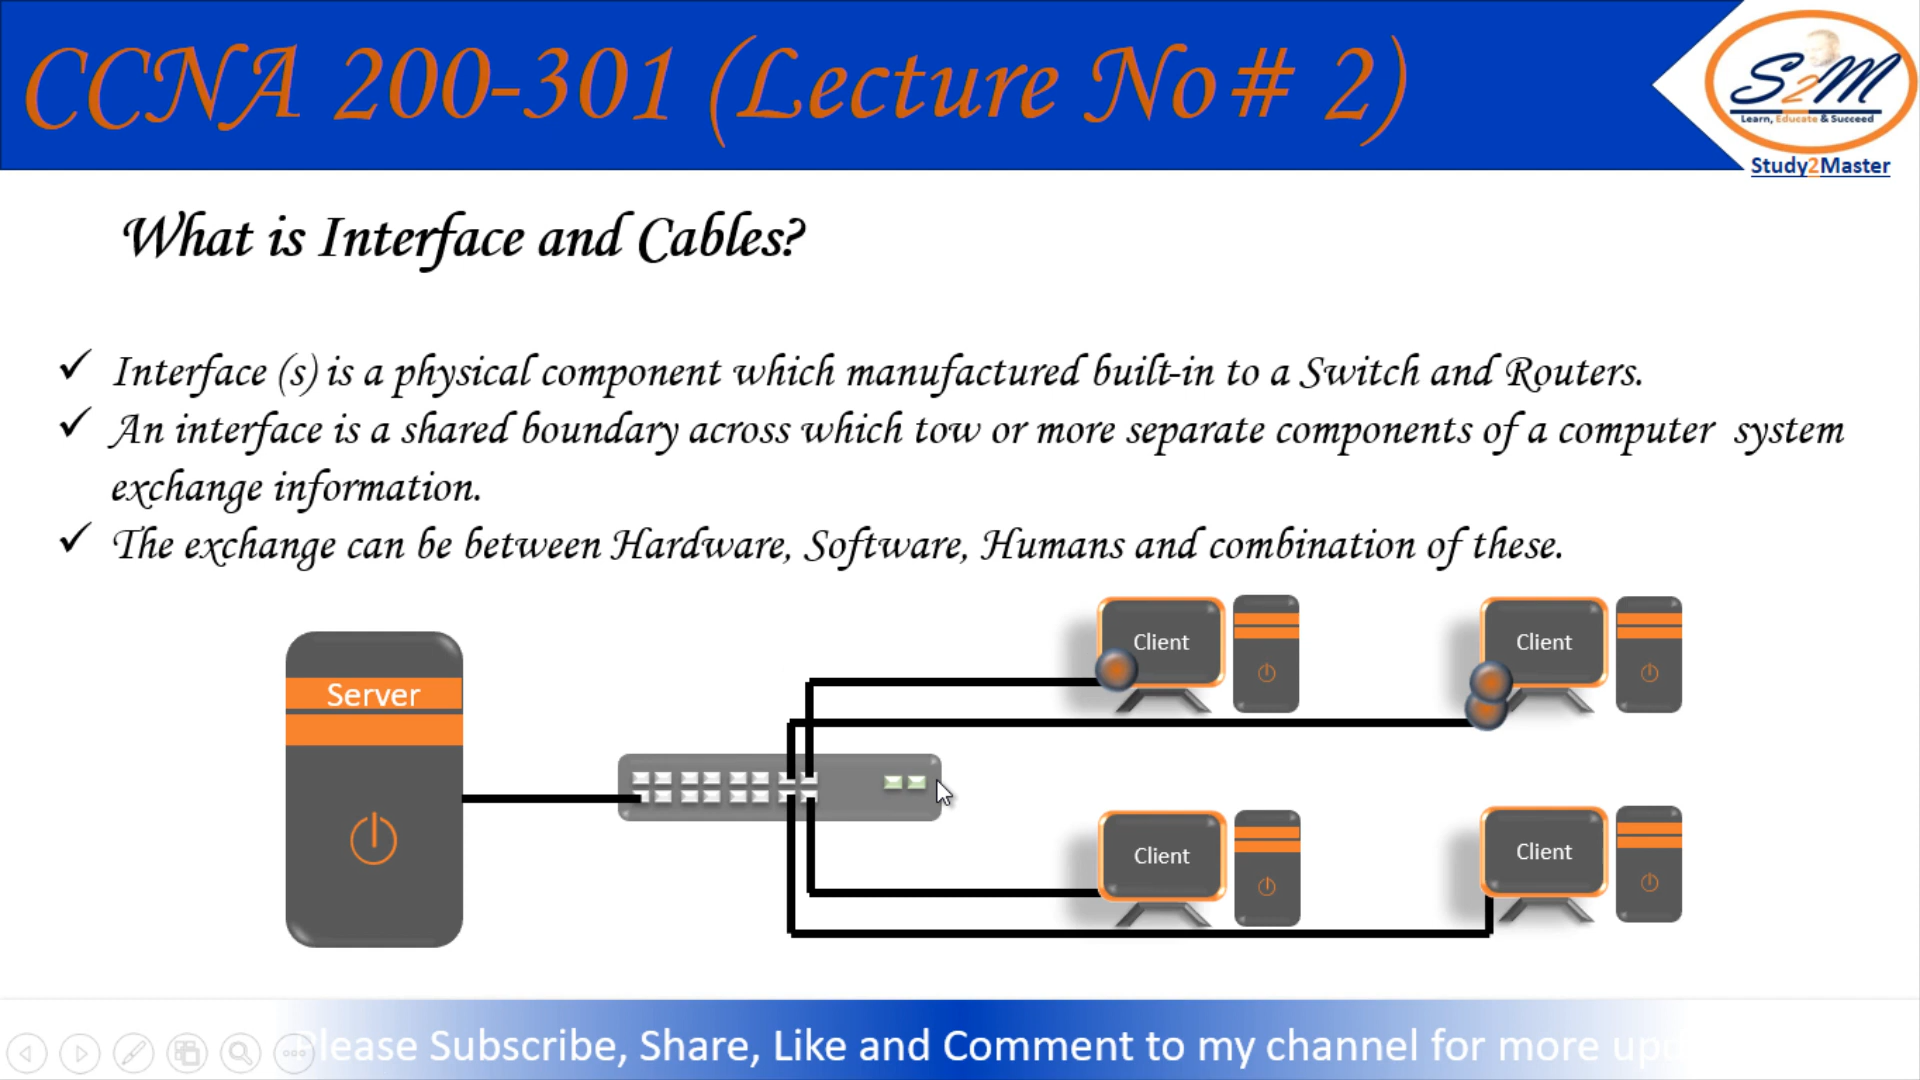 CCNA 200-301 (Lecture No# 2)
S2M
Learn, Educate & Succeed
Study2Master
What is Interface and Cables?
✓ Interface (s) is a physical component which manufactured built-in to a Switch and Routers.
✓ An interface is a shared boundary across which tow or more separate components of a computer system
exchange information.
✓ The exchange can be between Hardware, Software, Humans and combination of these.
Client
Client
Server
Client
Client
Please Subscribe, Share, Like and Comment to my channel for more